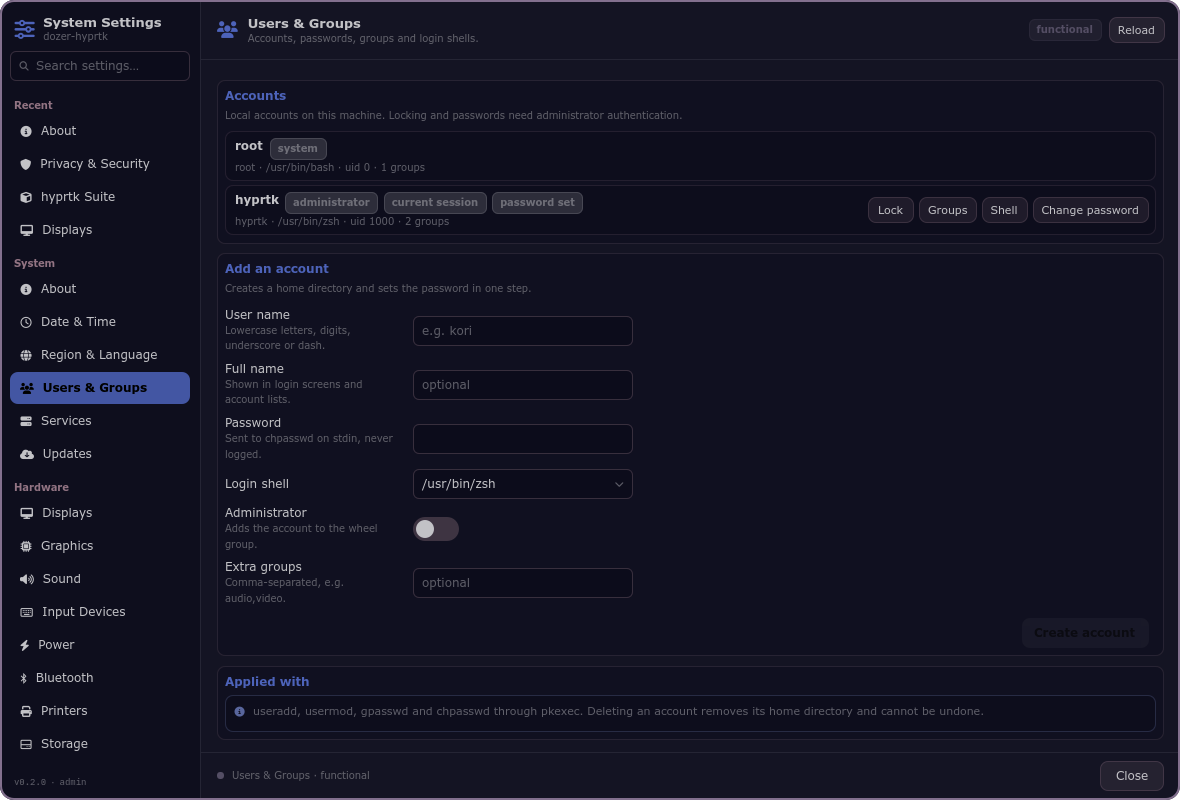 System Settings
dozer-hyprtk
Search settings...
Recent
About
Privacy & Security
hyprtk Suite
Displays
System
About
Date & Time
Region & Language
Users & Groups
Services
Updates
Hardware
Displays
Graphics
Sound
Input Devices
Power
Bluetooth
Printers
Storage
v0.2.0 · admin
Users & Groups
Accounts, passwords, groups and login shells.
functional
Reload
Accounts
Local accounts on this machine. Locking and passwords need administrator authentication.
root system
root · /usr/bin/bash · uid 0 · 1 groups
hyprtk administrator current session password set
hyprtk · /usr/bin/zsh · uid 1000 · 2 groups
Lock Groups Shell Change password
Add an account
Creates a home directory and sets the password in one step.
User name
Lowercase letters, digits,
underscore or dash.
e.g. kori
Full name
Shown in login screens and
account lists.
optional
Password
Sent to chpasswd on stdin, never
logged.
Login shell
/usr/bin/zsh
Administrator
Adds the account to the wheel
group.
Extra groups
Comma-separated, e.g.
audio,video.
optional
Create account
Applied with
useradd, usermod, gpasswd and chpasswd through pkexec. Deleting an account removes its home directory and cannot be undone.
Users & Groups · functional
Close